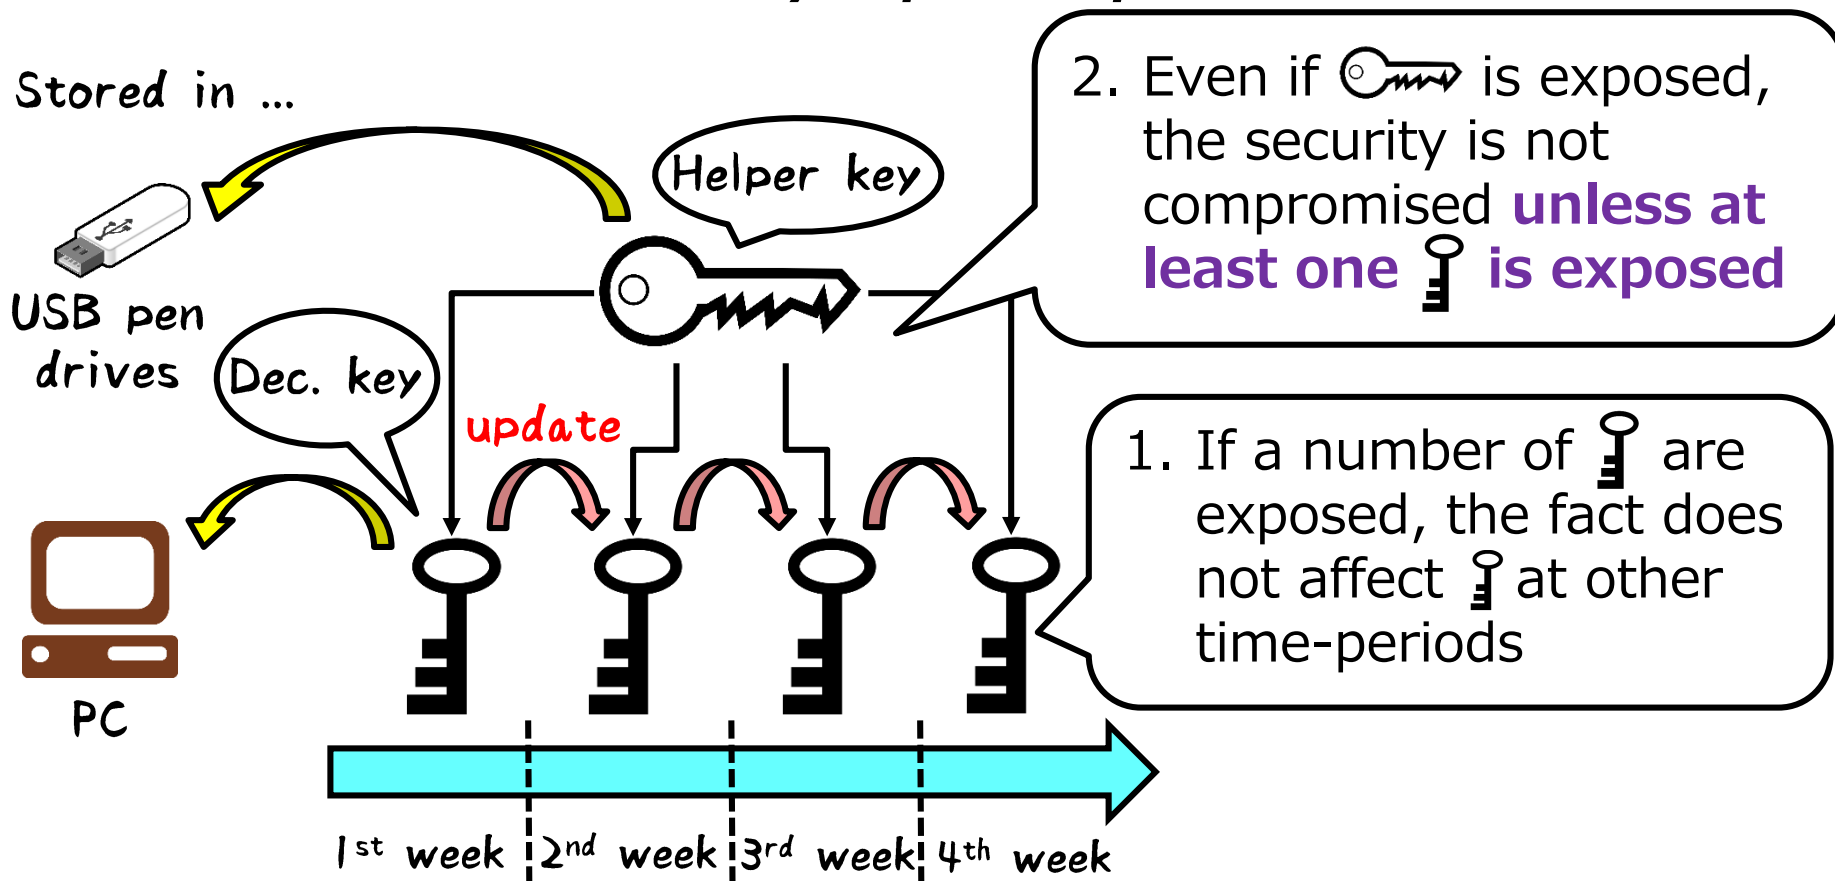 Stored in ...
USB pen
drives
Helper key
Dec. key
update
PC
2. Even if is exposed,
the security is not
compromised unless at
least one is exposed
1. If a number of are
exposed, the fact does
not affect at other
time-periods
1st week
2nd week
3rd week
4th week